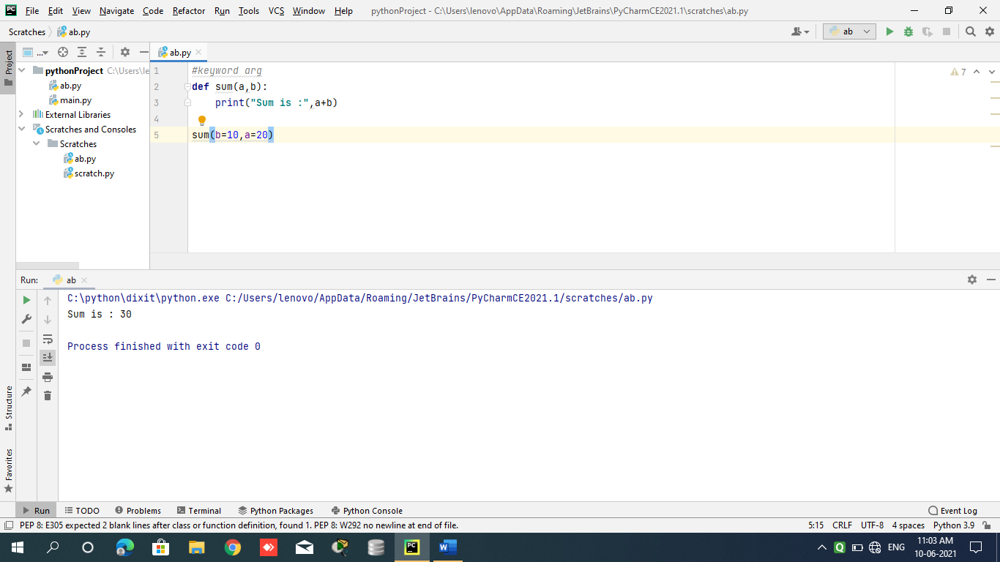 File Edit View Navigate Code Refactor Run Tools VCS Window Help pythonProject - C:\Users\lenovo\AppData\Roaming\JetBrains\PyCharmCE2021.1\scratches\ab.py
Scratches ab.py ab
... ab.py
Project
pythonProject C:\Users\le
ab.py
main.py
External Libraries
Scratches and Consoles
Scratches
ab.py
scratch.py
1 #keyword arg
2 def sum(a,b):
3 print("Sum is :",a+b)
4
5 sum(b=10,a=20)
7
Run: ab
C:\python\dixit\python.exe C:/Users/lenovo/AppData/Roaming/JetBrains/PyCharmCE2021.1/scratches/ab.py
Sum is : 30
Process finished with exit code 0
Structure
Favorites
Run TODO Problems Terminal Python Packages Python Console Event Log
PEP 8: E305 expected 2 blank lines after class or function definition, found 1. PEP 8: W292 no newline at end of file. 5:15 CRLF UTF-8 4 spaces Python 3.9
ENG 11:03 AM
10-06-2021